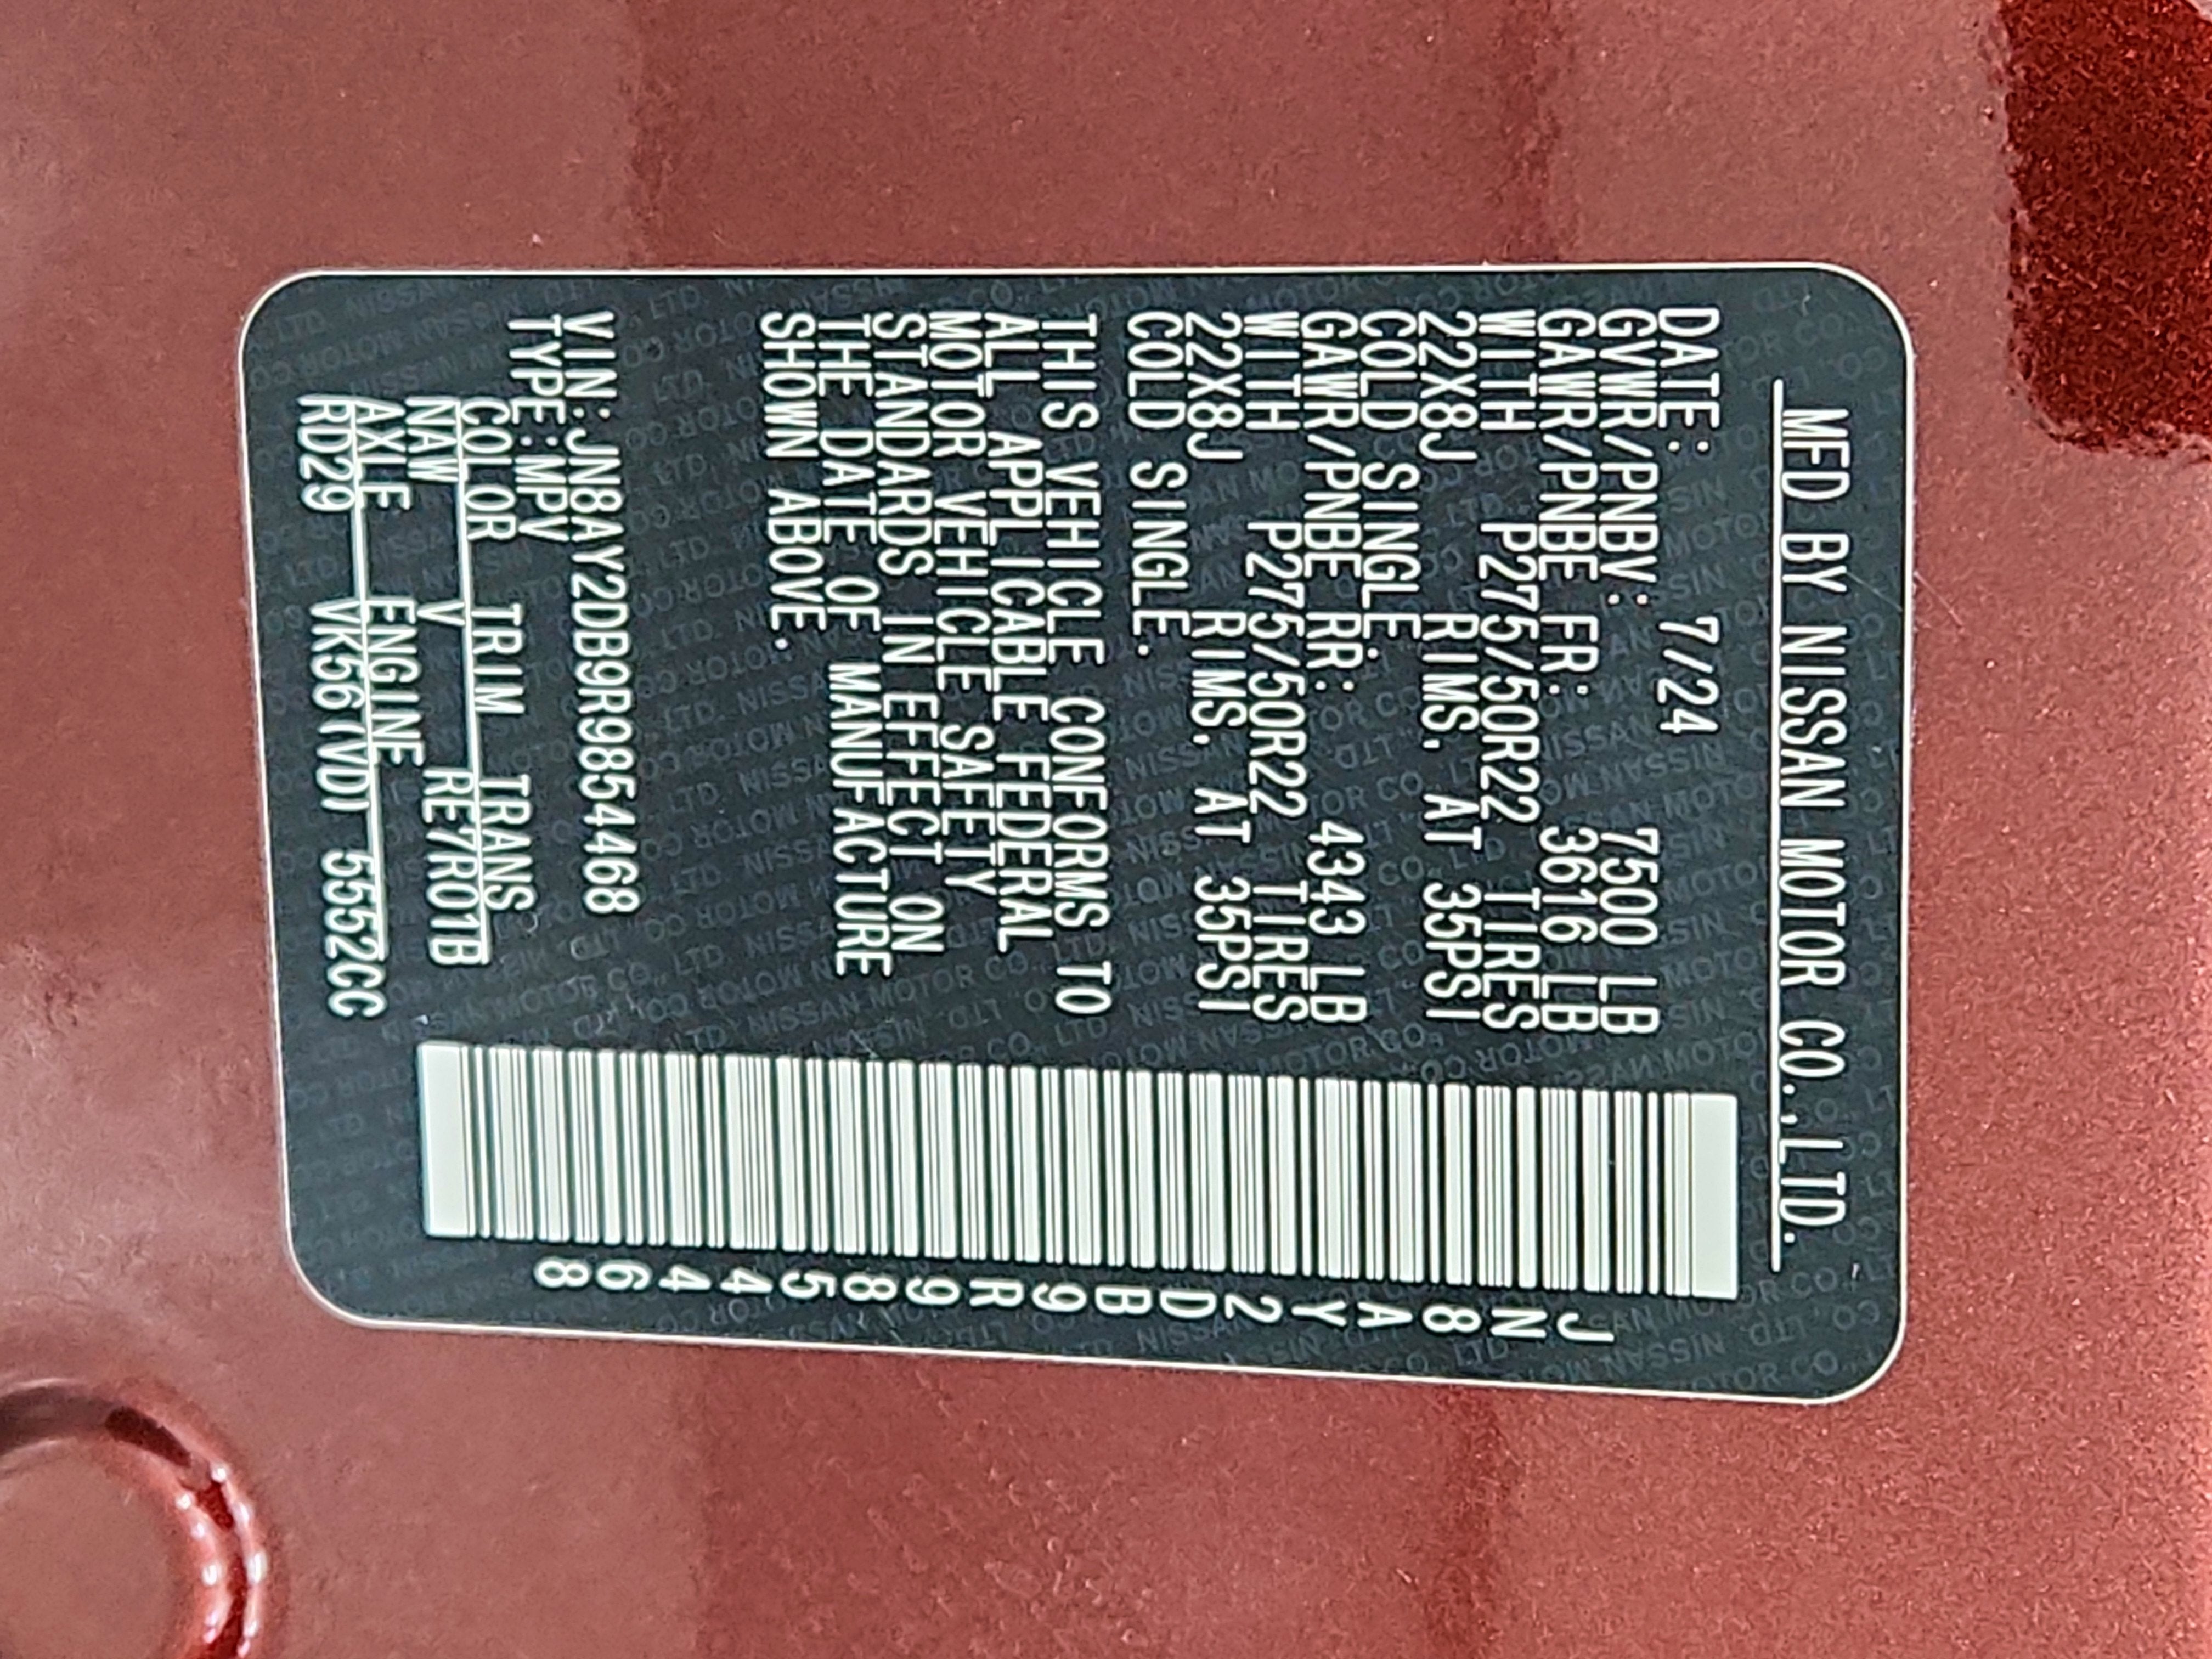 MFD BY NISSAN MOTOR CO.,LTD.
DATE: 7/24
GVWR/PNBV: 7500 LB
GAWR/PNBE FR: 3616 LB
WITH P275/50R22 TIRES
22X8J RIMS, AT 35PSI
COLD SINGLE.
GAWR/PNBE RR: 4343 LB
WITH P275/50R22 TIRES
22X8J RIMS, AT 35PSI
COLD SINGLE.
THIS VEHICLE CONFORMS TO
ALL APPLICABLE FEDERAL
MOTOR VEHICLE SAFETY
STANDARDS IN EFFECT ON
THE DATE OF MANUFACTURE
SHOWN ABOVE.
VIN:JN8AY2DB9R9854468
TYPE:MPV
COLOR TRIM TRANS
NAW V RE7R01B
AXLE ENGINE
RD29 VK56(VD) 5552CC
JN8AY2DB9R9854468